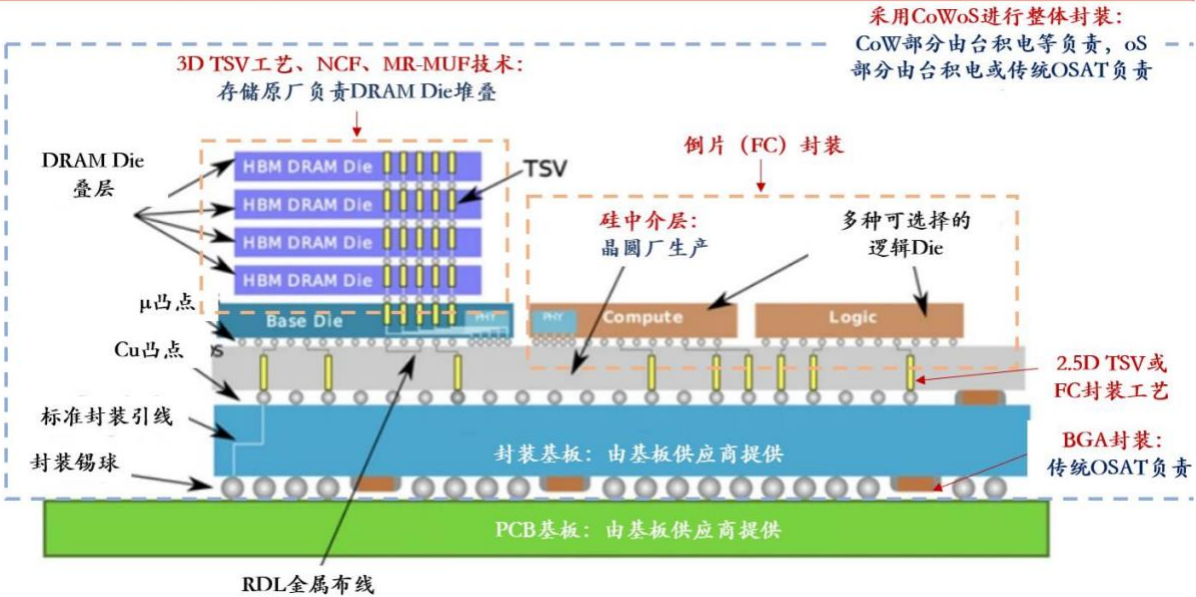 采用CoWoS进行整体封装：
CoW部分由台积电等负责，oS
部分由台积电或传统OSAT负责
3D TSV工艺、NCF、MR-MUF技术：
存储原厂负责DRAM Die堆叠
倒片（FC）封装
DRAM Die
叠层
HBM DRAM Die
TSV
HBM DRAM Die
HBM DRAM Die
HBM DRAM Die
硅中介层：
晶圆厂生产
多种可选择的
逻辑Die
μ凸点
Base Die
PHY
PHY
Compute
Logic
Cu凸点
2.5D TSV或
FC封装工艺
标准封装引线
封装锡球
封装基板：由基板供应商提供
BGA封装：
传统OSAT负责
PCB基板：由基板供应商提供
RDL金属布线